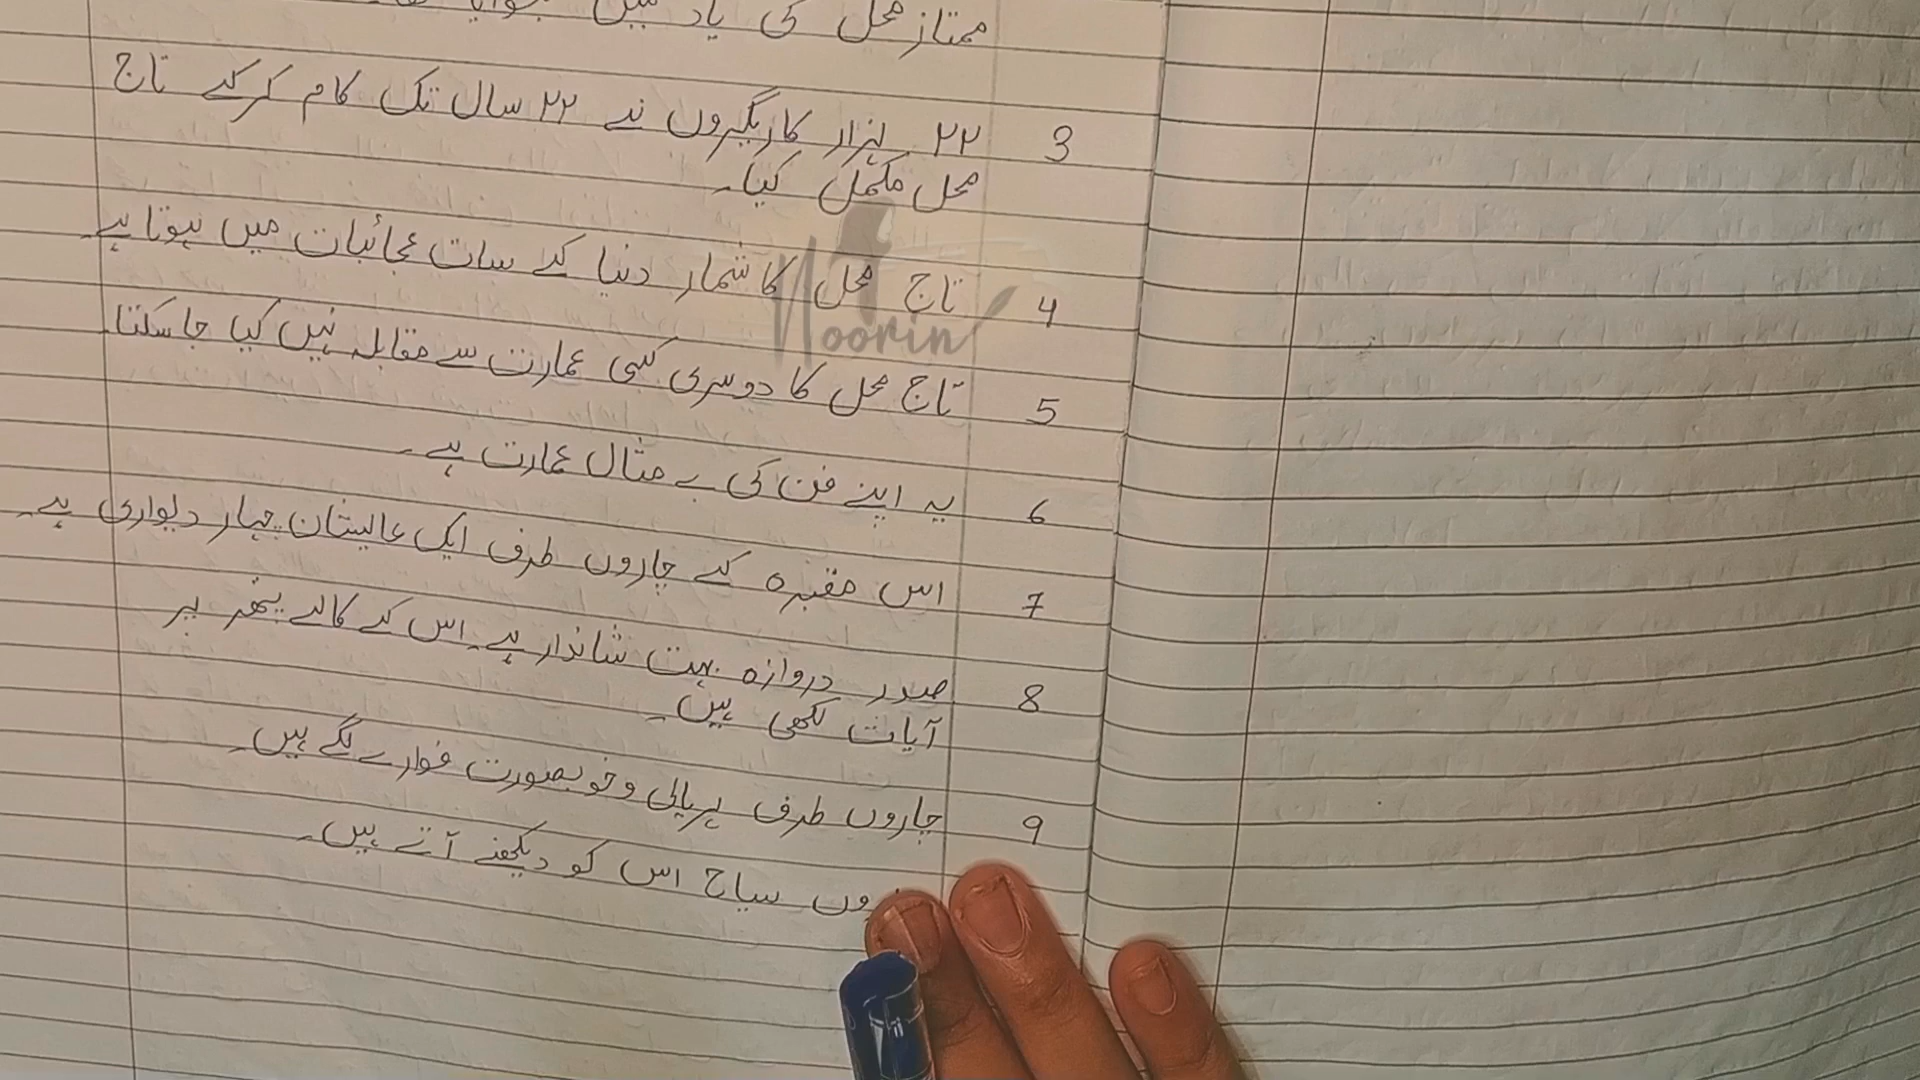 ممتاز محل کی یاد میں
3 ۲۲ ہزار کاریگروں نے ۲۲ سال تک کام کرکے تاج
محل مکمل کیا۔
4 تاج محل کا شمار دنیا کے سات عجائبات میں ہوتا ہے۔
5 تاج محل کا دوسری کسی عمارت سے مقابلہ نہیں کیا جا سکتا
6 یہ اپنے فن کی بے مثال عمارت ہے۔
7 اس مقبرہ کے چاروں طرف ایک عالیشان چہار دیواری ہے۔
8 صدر دروازہ بہت شاندار ہے۔ اس کے کالے پتھر پر
آیات لکھی ہیں۔
9 چاروں طرف ہریالی و خوبصورت فوارے لگے ہیں۔
سیاح اس کو دیکھنے آتے ہیں۔
Noorin